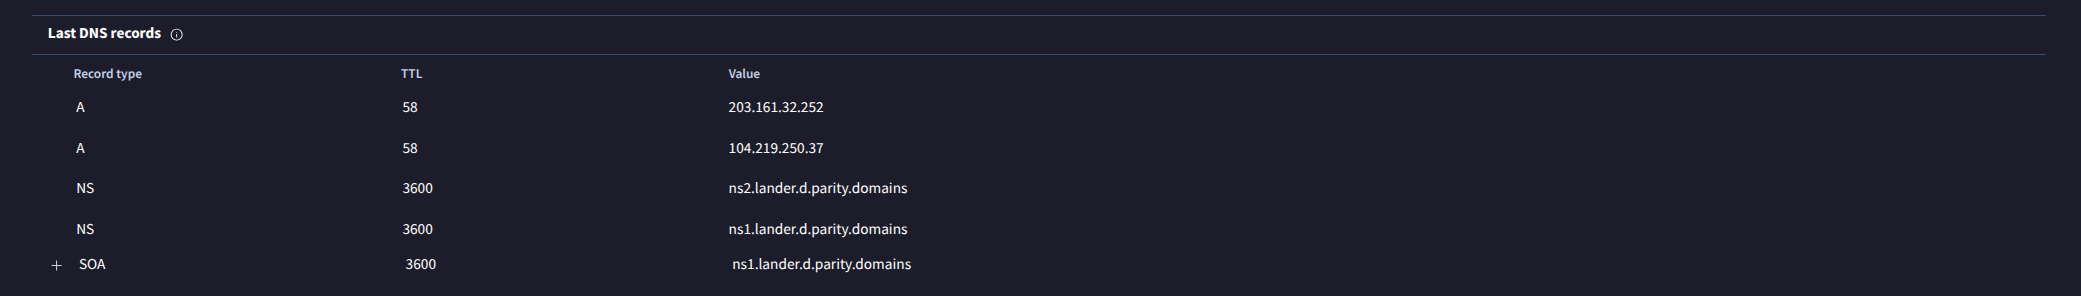 Last DNS records
Record type TTL Value
A 58 203.161.32.252
A 58 104.219.250.37
NS 3600 ns2.lander.d.parity.domains
NS 3600 ns1.lander.d.parity.domains
+ SOA 3600 ns1.lander.d.parity.domains